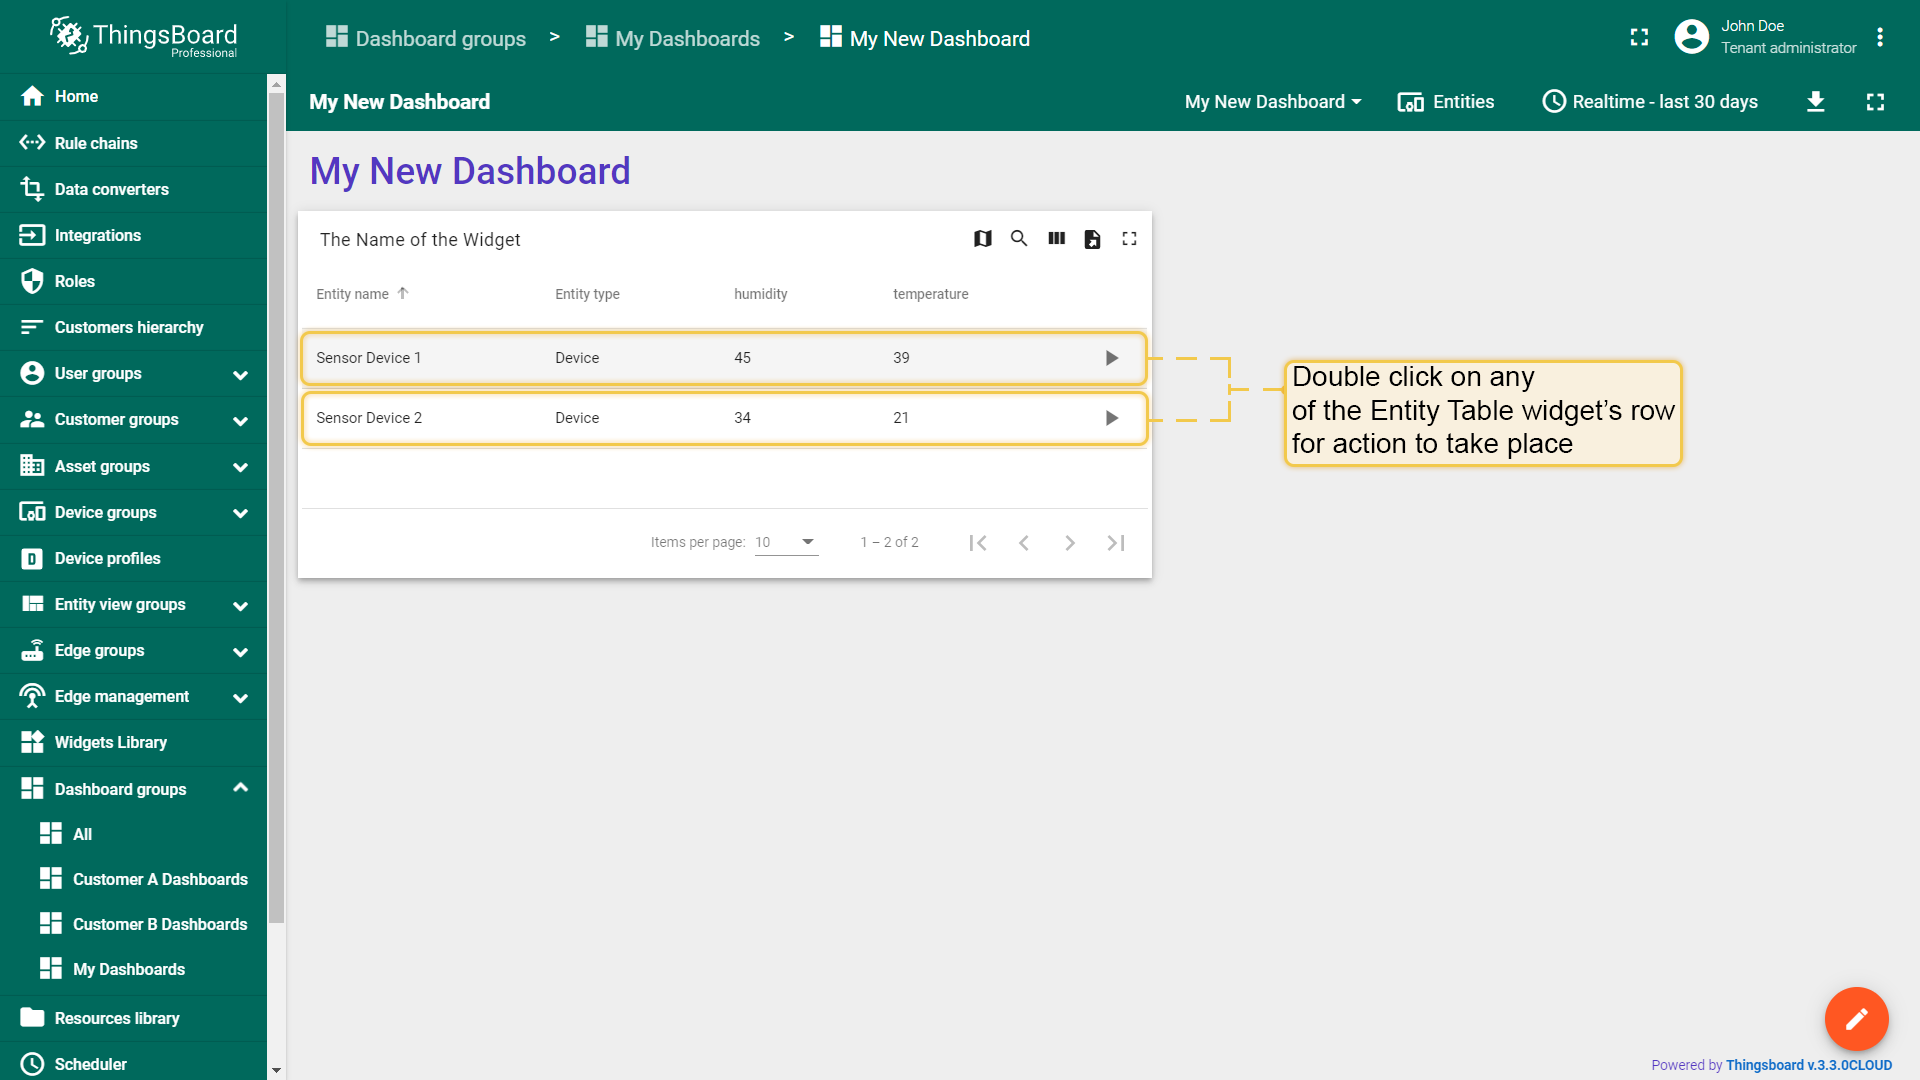 ThingsBoard
Professional
Dashboard groups > My Dashboards > My New Dashboard
John Doe
Tenant administrator
My New Dashboard
My New Dashboard
Entities
Realtime - last 30 days
Home
Rule chains
Data converters
Integrations
Roles
Customers hierarchy
User groups
Customer groups
Asset groups
Device groups
D
Device profiles
Entity view groups
Edge groups
Edge management
Widgets Library
Dashboard groups
All
Customer A Dashboards
Customer B Dashboards
My Dashboards
Resources library
Scheduler
My New Dashboard
The Name of the Widget
Entity name Entity type humidity temperature
Sensor Device 1 Device 45 39
Sensor Device 2 Device 34 21
Items per page: 10 1 – 2 of 2
Double click on any
of the Entity Table widget’s row
for action to take place
Powered by Thingsboard v.3.3.0CLOUD